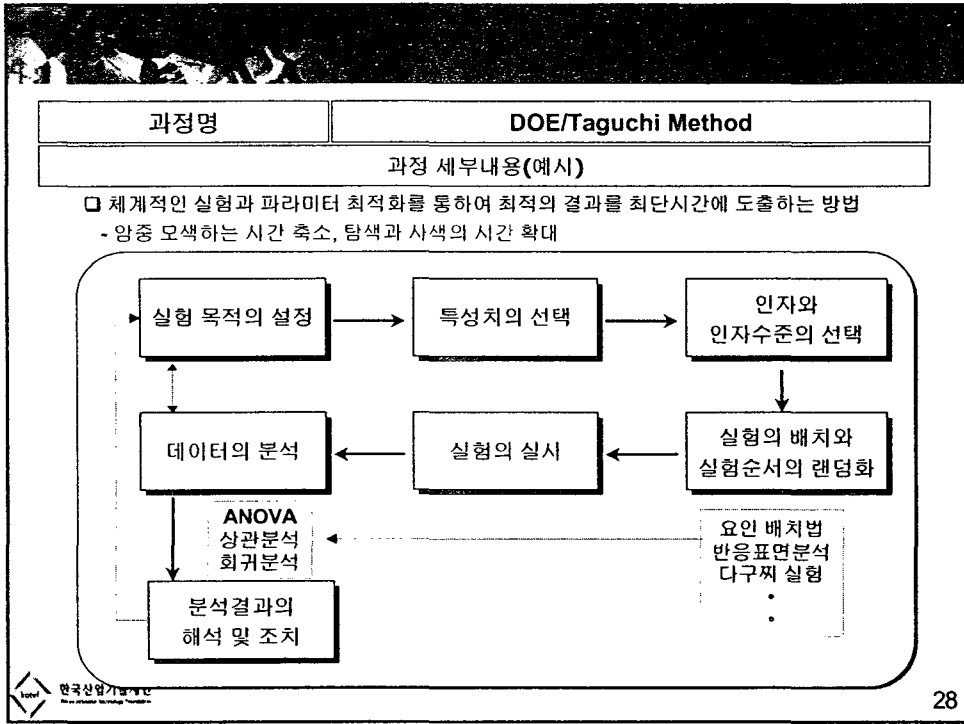 과정명
DOE/Taguchi Method
과정 세부내용(예시)
체계적인 실험과 파라미터 최적화를 통하여 최적의 결과를 최단시간에 도출하는 방법
- 암중 모색하는 시간 축소, 탐색과 사색의 시간 확대
실험 목적의 설정
특성치의 선택
인자와
인자수준의 선택
데이터의 분석
실험의 실시
실험의 배치와
실험순서의 랜덤화
ANOVA
상관분석
회귀분석
요인 배치법
반응표면분석
다구찌 실험
분석결과의
해석 및 조치
28